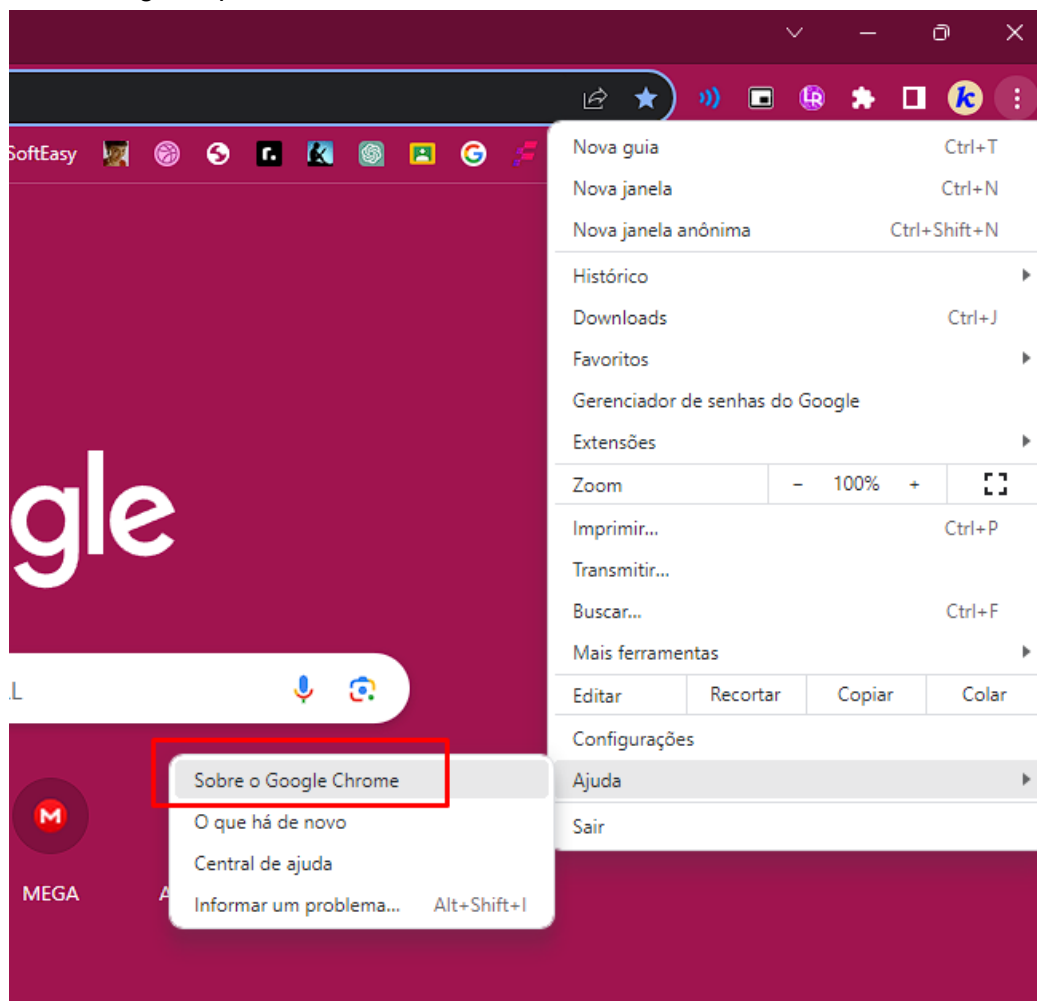 SoftEasy
Nova guia Ctrl+T
Nova janela Ctrl+N
Nova janela anônima Ctrl+Shift+N
Histórico
Downloads Ctrl+J
Favoritos
Gerenciador de senhas do Google
Extensões
Zoom - 100% +
Imprimir... Ctrl+P
Transmitir...
Buscar... Ctrl+F
Mais ferramentas
Editar Recortar Copiar Colar
Configurações
Ajuda
Sair
gle
L
Sobre o Google Chrome
O que há de novo
Central de ajuda
Informar um problema... Alt+Shift+I
M
MEGA
A